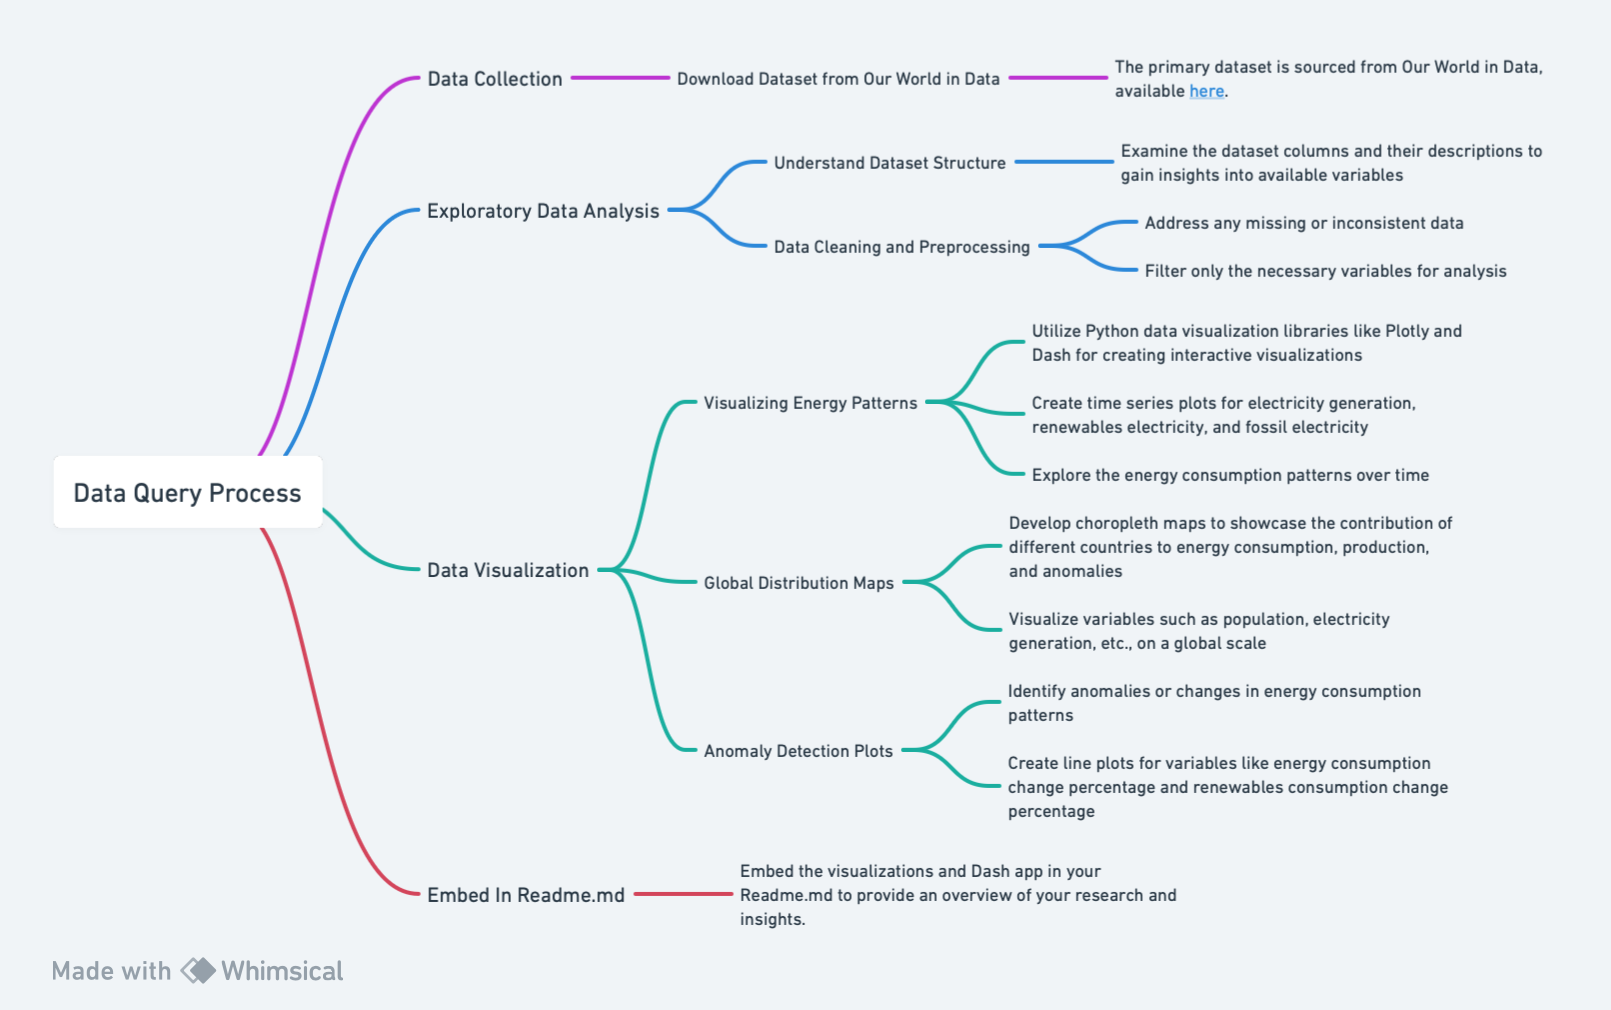 Data Collection
Download Dataset from Our World in Data
The primary dataset is sourced from Our World in Data,
available here.
Exploratory Data Analysis
Understand Dataset Structure
Examine the dataset columns and their descriptions to
gain insights into available variables
Data Cleaning and Preprocessing
Address any missing or inconsistent data
Filter only the necessary variables for analysis
Data Query Process
Data Visualization
Visualizing Energy Patterns
Utilize Python data visualization libraries like Plotly and
Dash for creating interactive visualizations
Create time series plots for electricity generation,
renewables electricity, and fossil electricity
Explore the energy consumption patterns over time
Global Distribution Maps
Develop choropleth maps to showcase the contribution of
different countries to energy consumption, production,
and anomalies
Visualize variables such as population, electricity
generation, etc., on a global scale
Anomaly Detection Plots
Identify anomalies or changes in energy consumption
patterns
Create line plots for variables like energy consumption
change percentage and renewables consumption change
percentage
Embed In Readme.md
Embed the visualizations and Dash app in your
Readme.md to provide an overview of your research and
insights.
Made with Whimsical